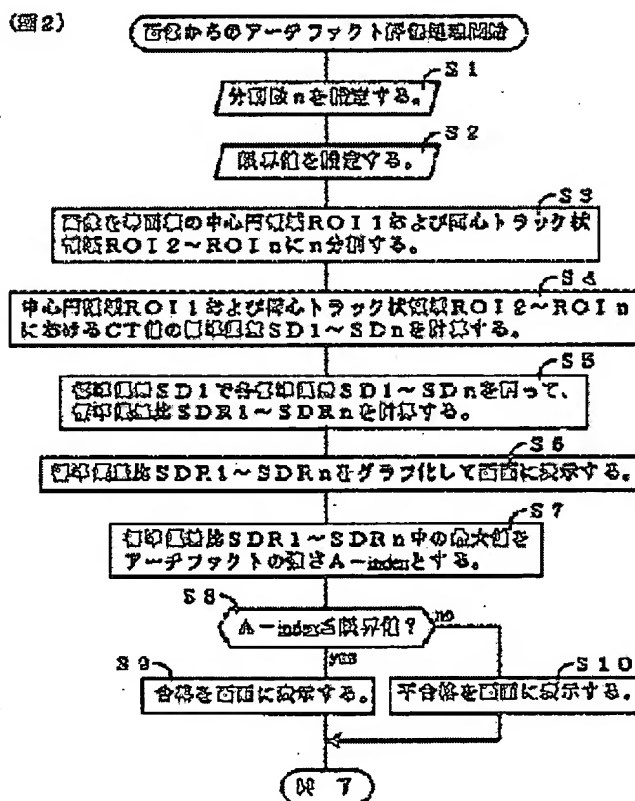 (図2)
画像からのアーチファクト評価処理開始
S1
分割数nを設定する。
S2
限界値を設定する。
S3
画像を等面積の中心円領域ROI1および同心トラック状
領域ROI2～ROInにn分割する。
S4
中心円領域ROI1および同心トラック状領域ROI2～ROIn
におけるCT値の標準偏差SD1～SDnを計算する。
S5
標準偏差SD1で各標準偏差SD1～SDnを割って、
標準偏差比SDR1～SDRnを計算する。
S6
標準偏差比SDR1～SDRnをグラフ化して画面に表示する。
S7
標準偏差比SDR1～SDRn中の最大値を
アーチファクトの強さA－indexとする。
S8
A－index≦限界値？
no
yes
S9
合格を画面に表示する。
S10
不合格を画面に表示する。
終 了